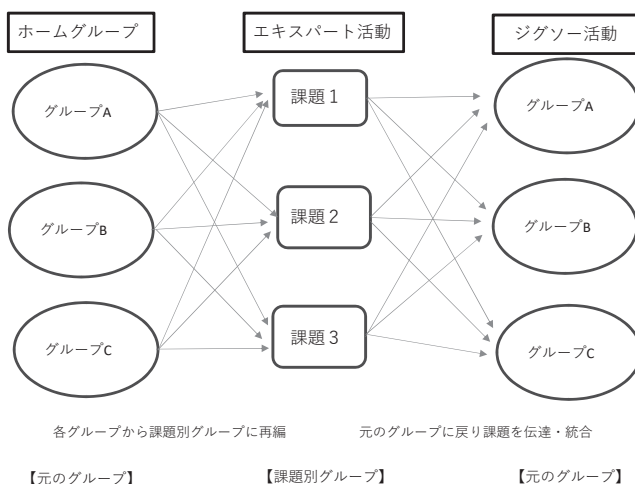 ホームグループ エキスパート活動 ジグソー活動
グループA 課題1 グループA
グループB 課題2 グループB
グループC 課題3 グループC
各グループから課題別グループに再編 元のグループに戻り課題を伝達・統合
【元のグループ】 【課題別グループ】 【元のグループ】